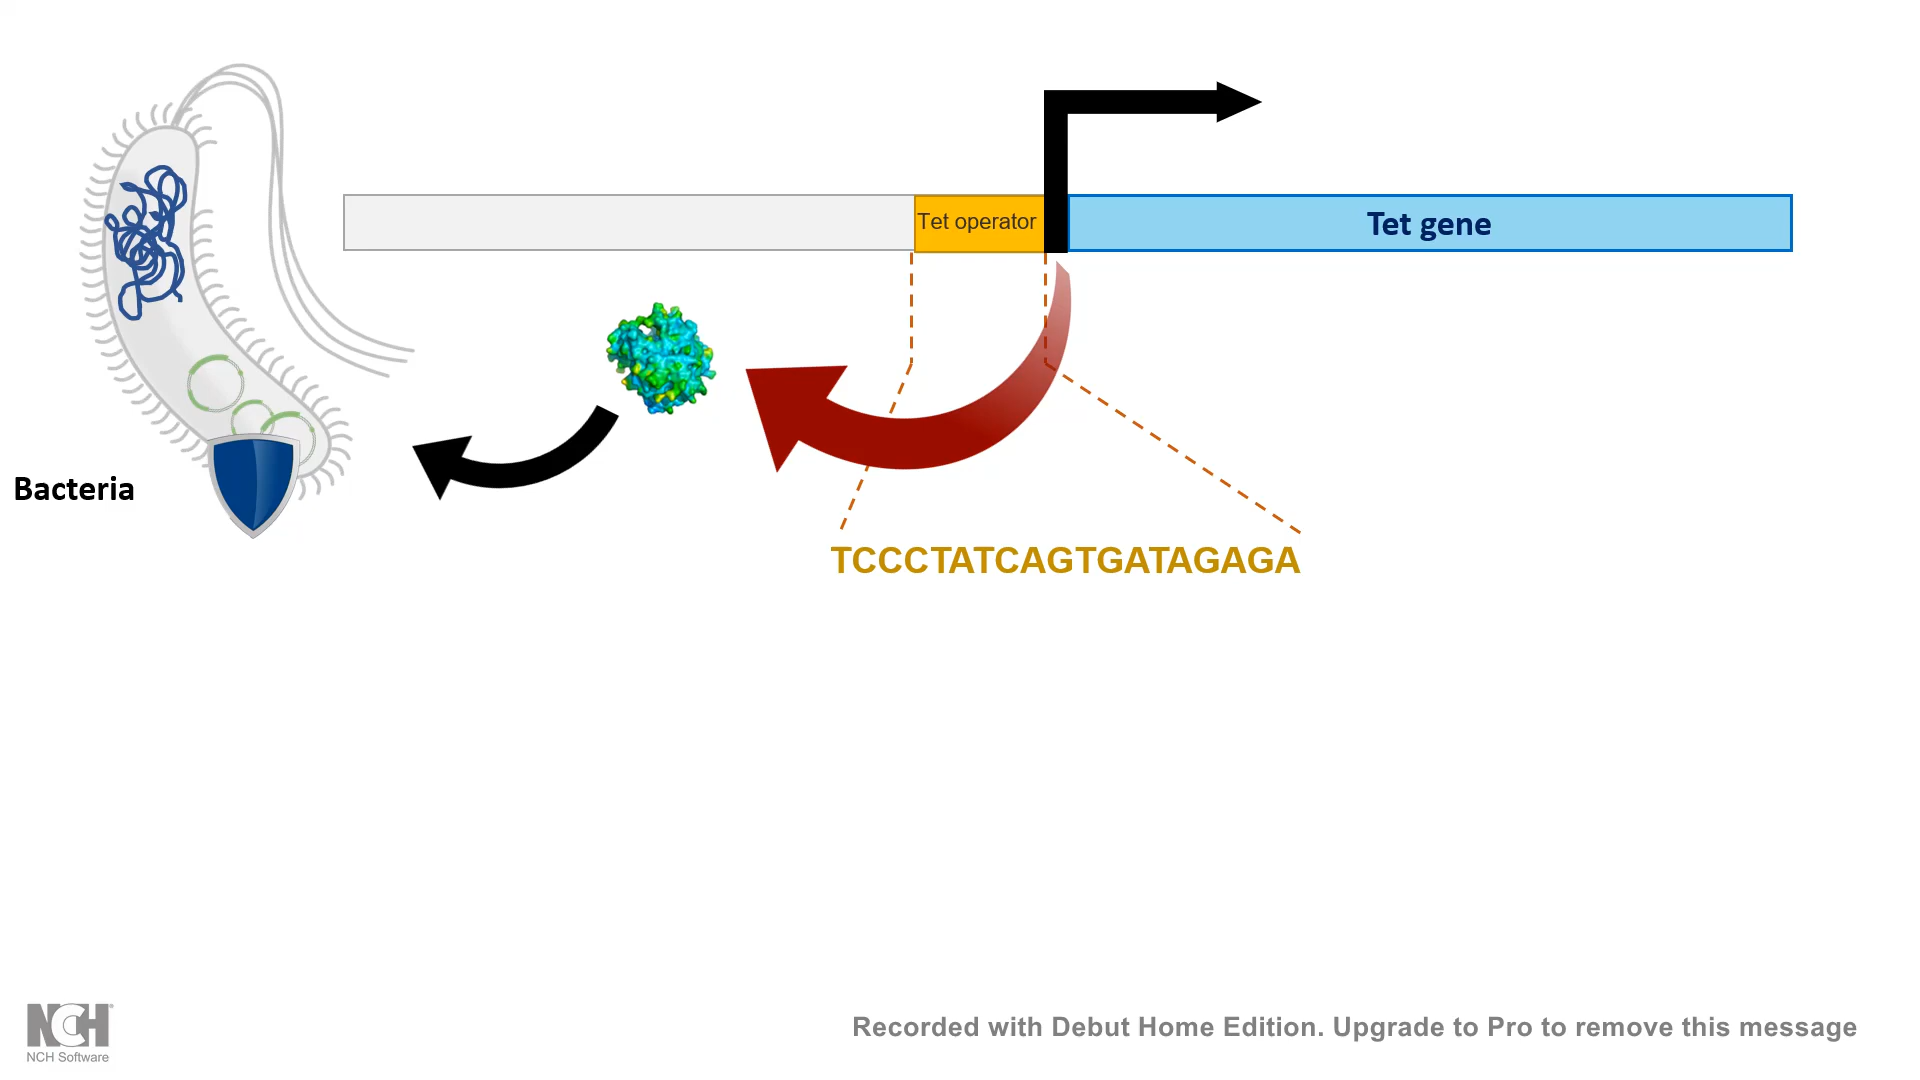 Tet operator
Tet gene
Bacteria
TCCCTATCAGTGATAGAGA
NCH
NCH Software
Recorded with Debut Home Edition. Upgrade to Pro to remove this message